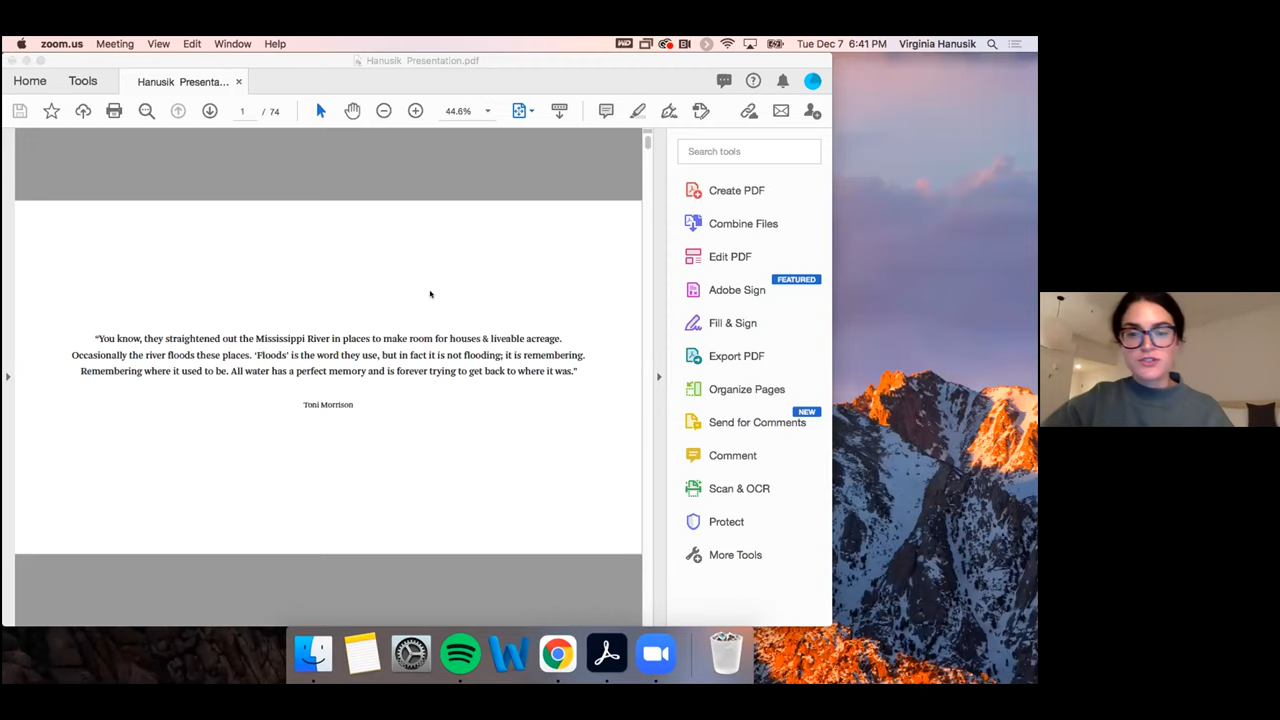 zoom.us Meeting View Edit Window Help Tue Dec 7 6:41 PM Virginia Hanusik
Hanusik Presentation.pdf
Home Tools Hanusik Presenta... ×
1 / 74 44.6%
Search tools
Create PDF
Combine Files
Edit PDF
FEATURED
Adobe Sign
Fill & Sign
Export PDF
Organize Pages
NEW
Send for Comments
Comment
Scan & OCR
Protect
More Tools
“You know, they straightened out the Mississippi River in places to make room for houses & liveable acreage.
Occasionally the river floods these places. ‘Floods’ is the word they use, but in fact it is not flooding; it is remembering.
Remembering where it used to be. All water has a perfect memory and is forever trying to get back to where it was.”
Toni Morrison